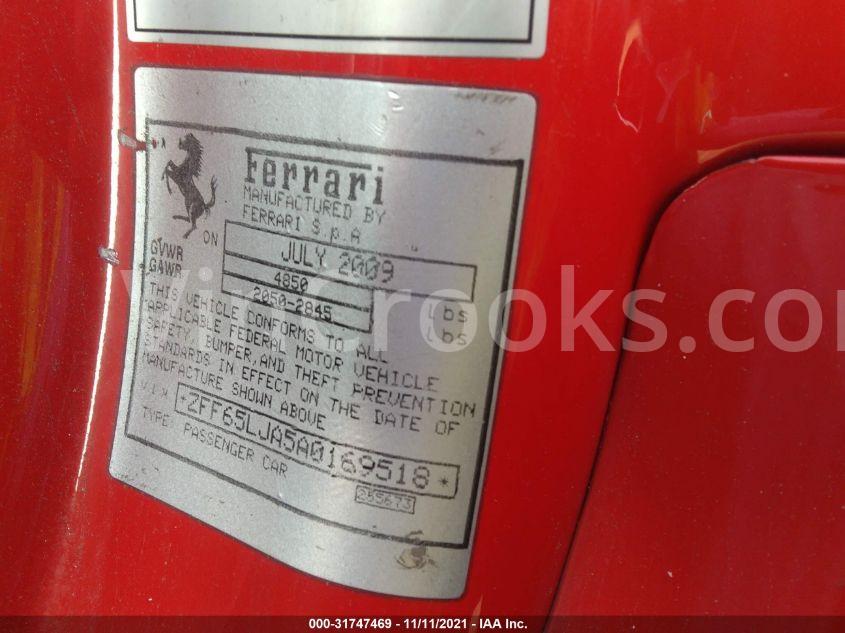 Ferrari
MANUFACTURED BY
FERRARI S.p.A
ON JULY 2009
GVWR 4850 Lbs
GAWR 2050-2845 Lbs
THIS VEHICLE CONFORMS TO ALL
APPLICABLE FEDERAL MOTOR VEHICLE
SAFETY, BUMPER, AND THEFT PREVENTION
STANDARDS IN EFFECT ON THE DATE OF
MANUFACTURE SHOWN ABOVE
V.I.N *ZFF65LJA5A0169518*
TYPE: PASSENGER CAR
255673
000-31747469 - 11/11/2021 - IAA Inc.